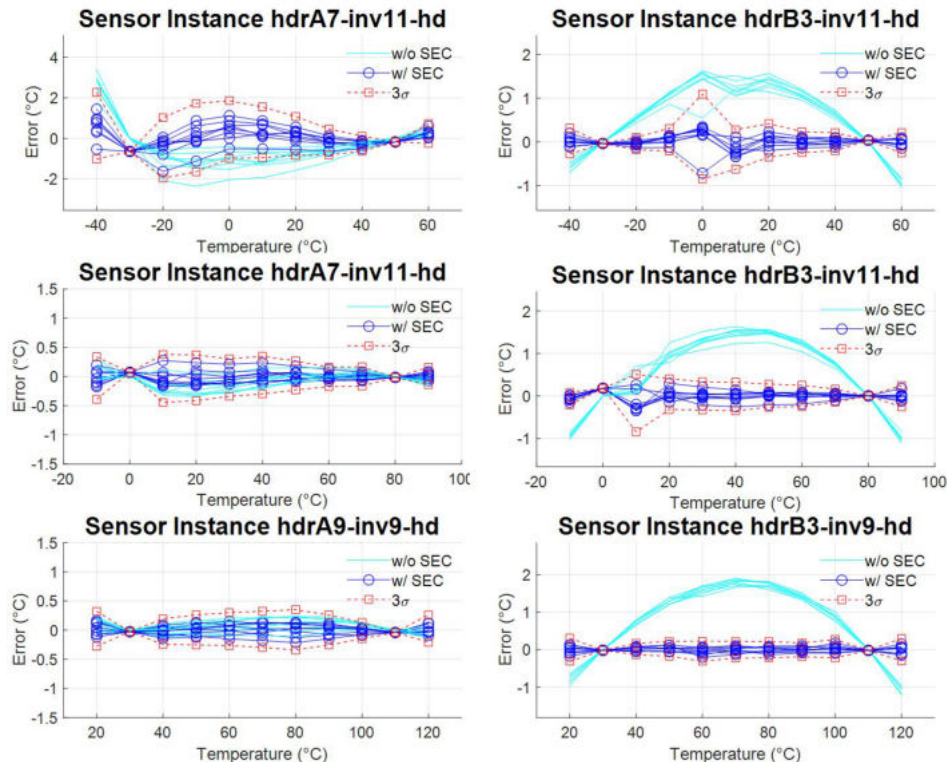 Sensor Instance hdrA7-inv11-hd
4
2
0
-2
Error (°C)
w/o SEC
w/ SEC
3σ
-40
-20
0
20
40
60
Temperature (°C)
Sensor Instance hdrB3-inv11-hd
2
1
0
-1
Error (°C)
w/o SEC
w/ SEC
3σ
-40
-20
0
20
40
60
Temperature (°C)
Sensor Instance hdrA7-inv11-hd
1.5
1
0.5
0
-0.5
-1
-1.5
Error (°C)
w/o SEC
w/ SEC
3σ
-20
0
20
40
60
80
100
Temperature (°C)
Sensor Instance hdrB3-inv11-hd
2
1
0
-1
Error (°C)
w/o SEC
w/ SEC
3σ
-20
0
20
40
60
80
100
Temperature (°C)
Sensor Instance hdrA9-inv9-hd
1.5
1
0.5
0
-0.5
-1
-1.5
Error (°C)
w/o SEC
w/ SEC
3σ
20
40
60
80
100
120
Temperature (°C)
Sensor Instance hdrB3-inv9-hd
2
1
0
-1
Error (°C)
w/o SEC
w/ SEC
3σ
20
40
60
80
100
120
Temperature (°C)